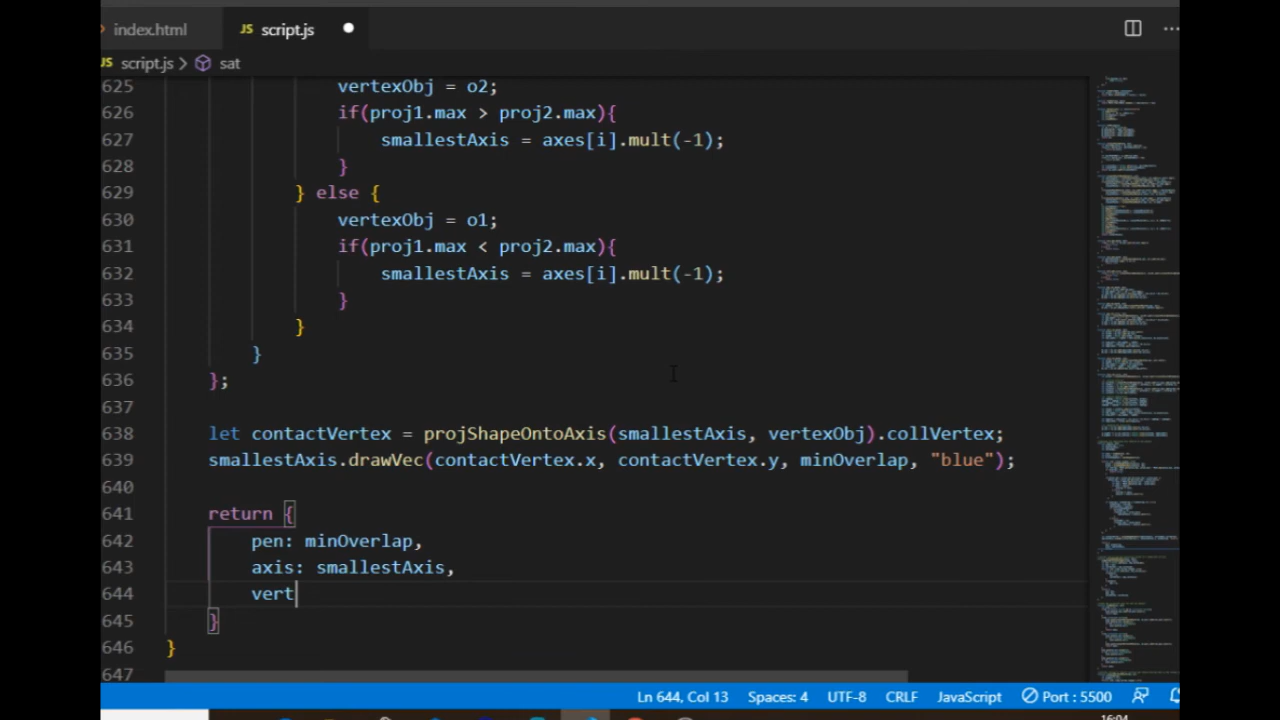 index.html
JS script.js
JS script.js > sat
625 vertexObj = o2;
626 if(proj1.max > proj2.max){
627 smallestAxis = axes[i].mult(-1);
628 }
629 } else {
630 vertexObj = o1;
631 if(proj1.max < proj2.max){
632 smallestAxis = axes[i].mult(-1);
633 }
634 }
635 }
636 };
637
638 let contactVertex = projShapeOntoAxis(smallestAxis, vertexObj).collVertex;
639 smallestAxis.drawVec(contactVertex.x, contactVertex.y, minOverlap, "blue");
640
641 return {
642 pen: minOverlap,
643 axis: smallestAxis,
644 vert
645 }
646 }
647
Ln 644, Col 13 Spaces: 4 UTF-8 CRLF JavaScript Port : 5500
16:04